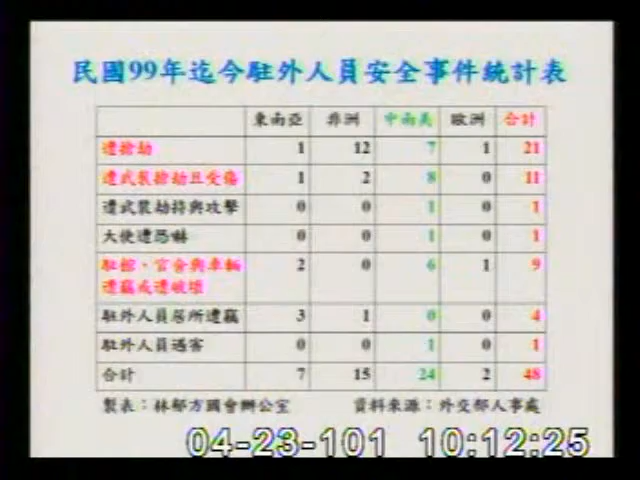 民國99年迄今駐外人員安全事件統計表
東南亞 非洲 中南美 歐洲 合計
遭搶劫 1 12 7 1 21
遭武裝搶劫且受傷 1 2 8 0 11
遭武裝劫持與攻擊 0 0 1 0 1
大使遭恐嚇 0 0 1 0 1
駐館、官舍與車輛 2 0 6 1 9
遭竊或遭破壞
駐外人員居所遭竊 3 1 0 0 4
駐外人員遇害 0 0 1 0 1
合計 7 15 24 2 48
製表：林郁方國會辦公室 資料來源：外交部人事處
04-23-101 10:12:25